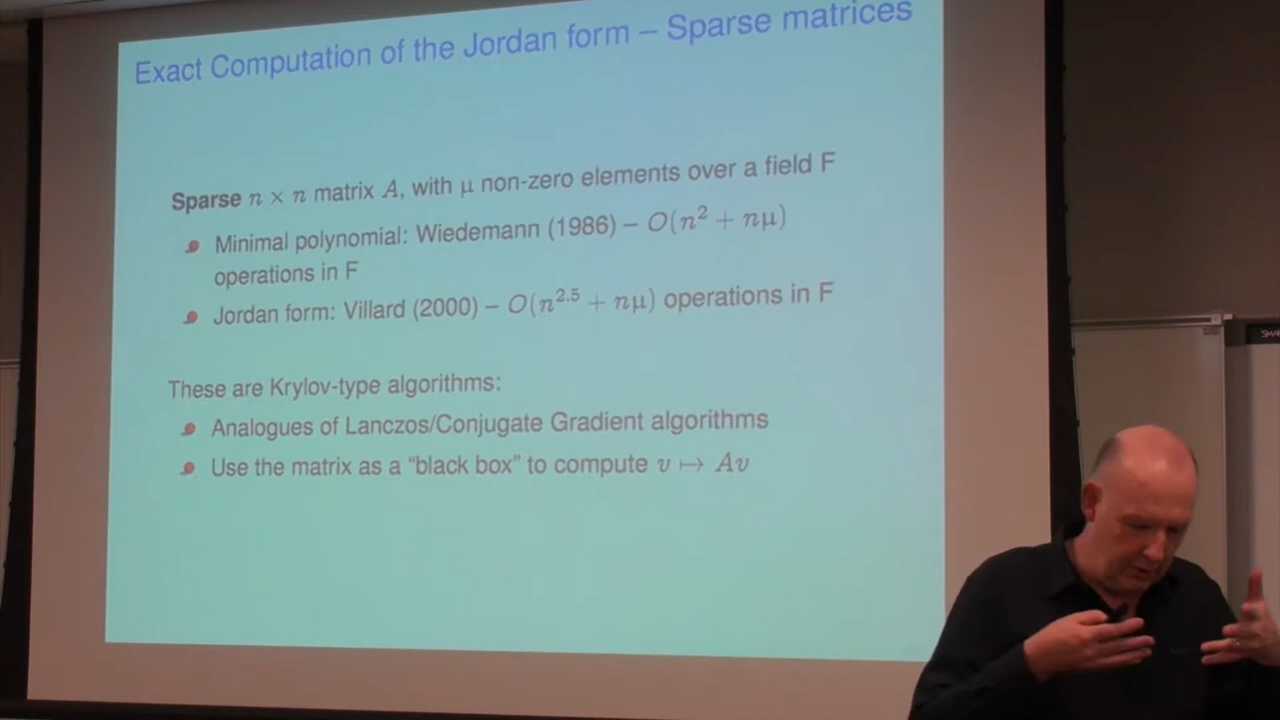 Exact Computation of the Jordan form – Sparse matrices
Sparse n × n matrix A, with μ non-zero elements over a field F
Minimal polynomial: Wiedemann (1986) – O(n² + nμ)
operations in F
Jordan form: Villard (2000) – O(n^2.5 + nμ) operations in F
These are Krylov-type algorithms:
Analogues of Lanczos/Conjugate Gradient algorithms
Use the matrix as a “black box” to compute v ↦ Av